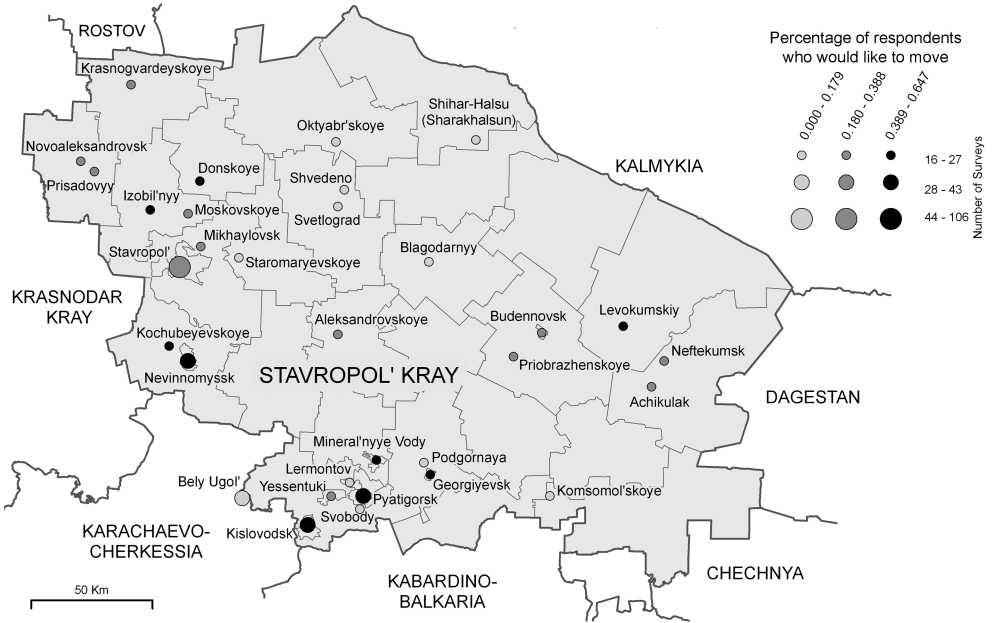 ROSTOV
Percentage of respondents
who would like to move
0.000 - 0.179
0.180 - 0.388
0.389 - 0.647
16 - 27
28 - 43
44 - 106
Number of Surveys
Krasnogvardeyskoye
Shihar-Halsu
(Sharakhalsun)
Oktyabr'skoye
Novoaleksandrovsk
KALMYKIA
Donskoye
Prisadovyy
Shvedeno
Izobil'nyy
Moskovskoye
Svetlograd
Mikhaylovsk
Stavropol'
Blagodarnyy
Staromaryevskoye
KRASNODAR
KRAY
Levokumskiy
Aleksandrovskoye
Budennovsk
Kochubeyevskoye
Neftekumsk
Priobrazhenskoye
Nevinnomyssk
STAVROPOL' KRAY
Achikulak
DAGESTAN
Mineral'nyye Vody
Podgornaya
Lermontov
Bely Ugol'
Yessentuki
Georgiyevsk
Komsomol'skoye
Pyatigorsk
Svobody
Kislovodsk
KARACHAEVO-
CHERKESSIA
CHECHNYA
KABARDINO-
BALKARIA
50 Km